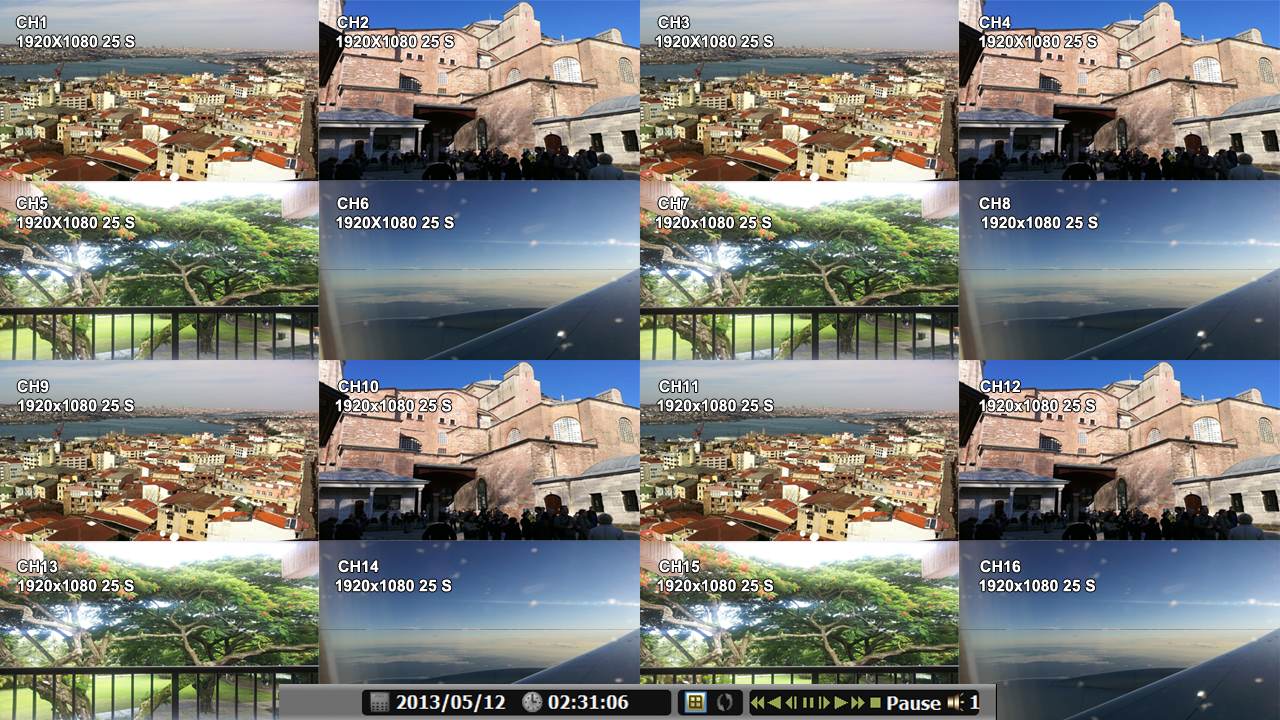 CH1
1920X1080 25 S
CH2
1920X1080 25 S
CH3
1920X1080 25 S
CH4
1920X1080 25 S
CH5
1920X1080 25 S
CH6
1920X1080 25 S
CH7
1920x1080 25 S
CH8
1920x1080 25 S
CH9
1920x1080 25 S
CH10
1920x1080 25 S
CH11
1920x1080 25 S
CH12
1920x1080 25 S
CH13
1920x1080 25 S
CH14
1920x1080 25 S
CH15
1920x1080 25 S
CH16
1920x1080 25 S
2013/05/12 02:31:06 Pause 1